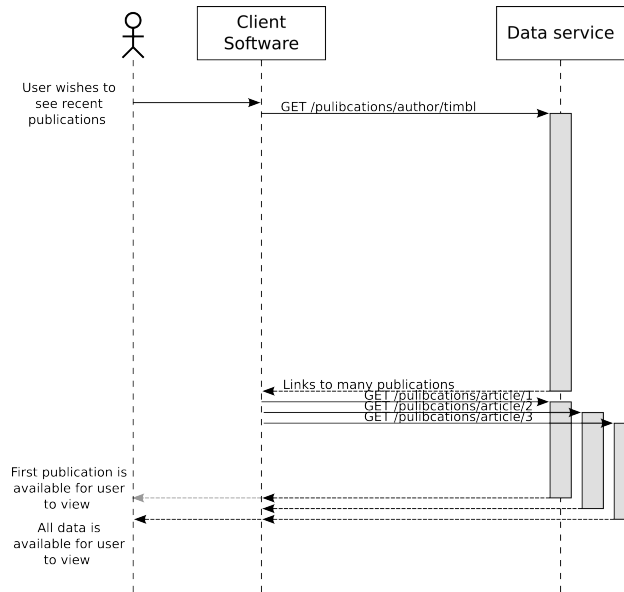 Client
Software
Data service
User wishes to
see recent
publications
GET /pulibcations/author/timbl
Links to many publications
GET /pulibcations/article/1
GET /pulibcations/article/2
GET /pulibcations/article/3
First publication is
available for user
to view
All data is
available for user
to view